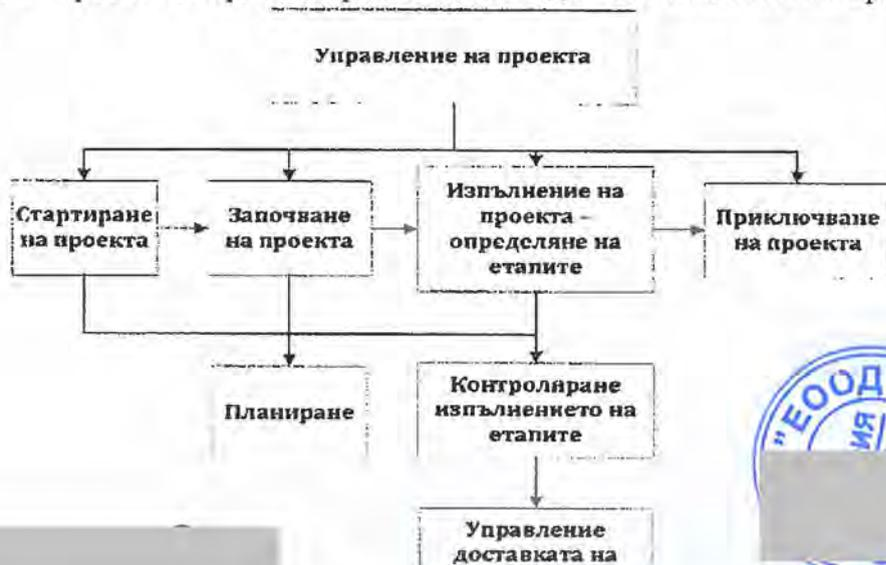 Управление на проекта
Стартиране
на проекта
Започване
на проекта
Изпълнение на
проекта –
определяне на
етапите
Приключване
на проекта
Планиране
Контролиране
изпълнението на
етапите
Управление
доставката на
"ЕООД
ИЯ